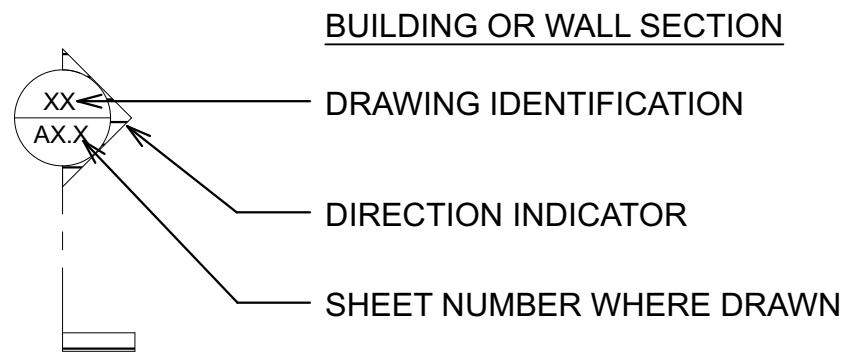 BUILDING OR WALL SECTION
XX
DRAWING IDENTIFICATION
AX.X
DIRECTION INDICATOR
SHEET NUMBER WHERE DRAWN